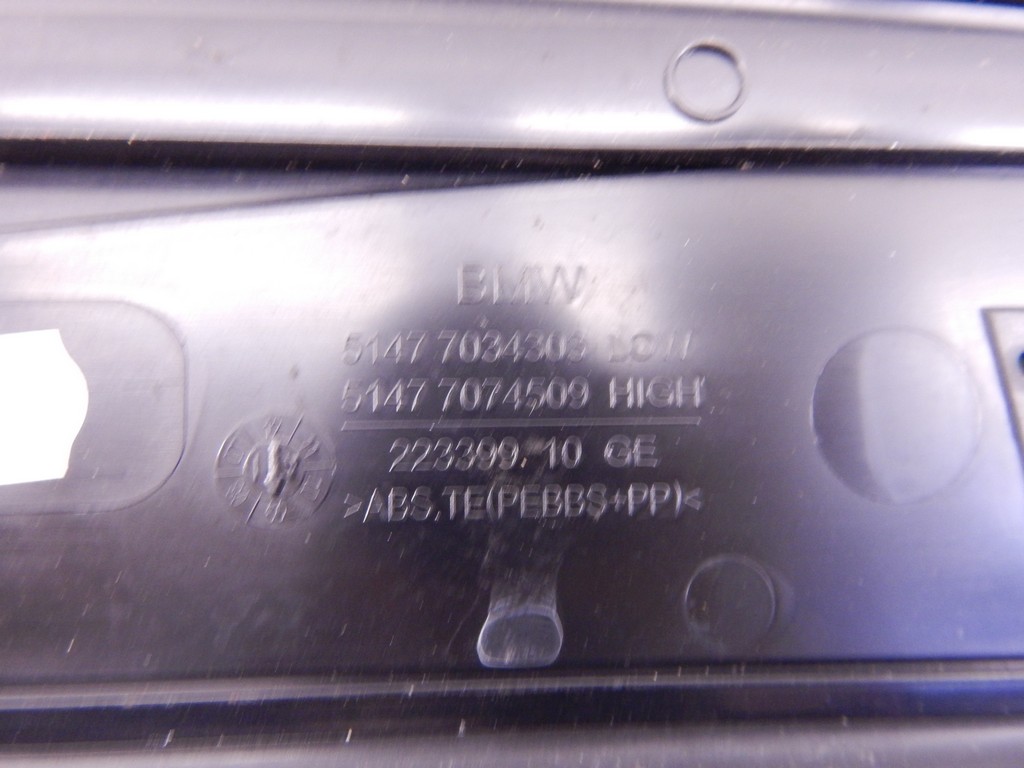 BMW
5147 7034303 LOW
5147 7074509 HIGH
223399.10 GE
>ABS,TE(PEBBS+PP)<